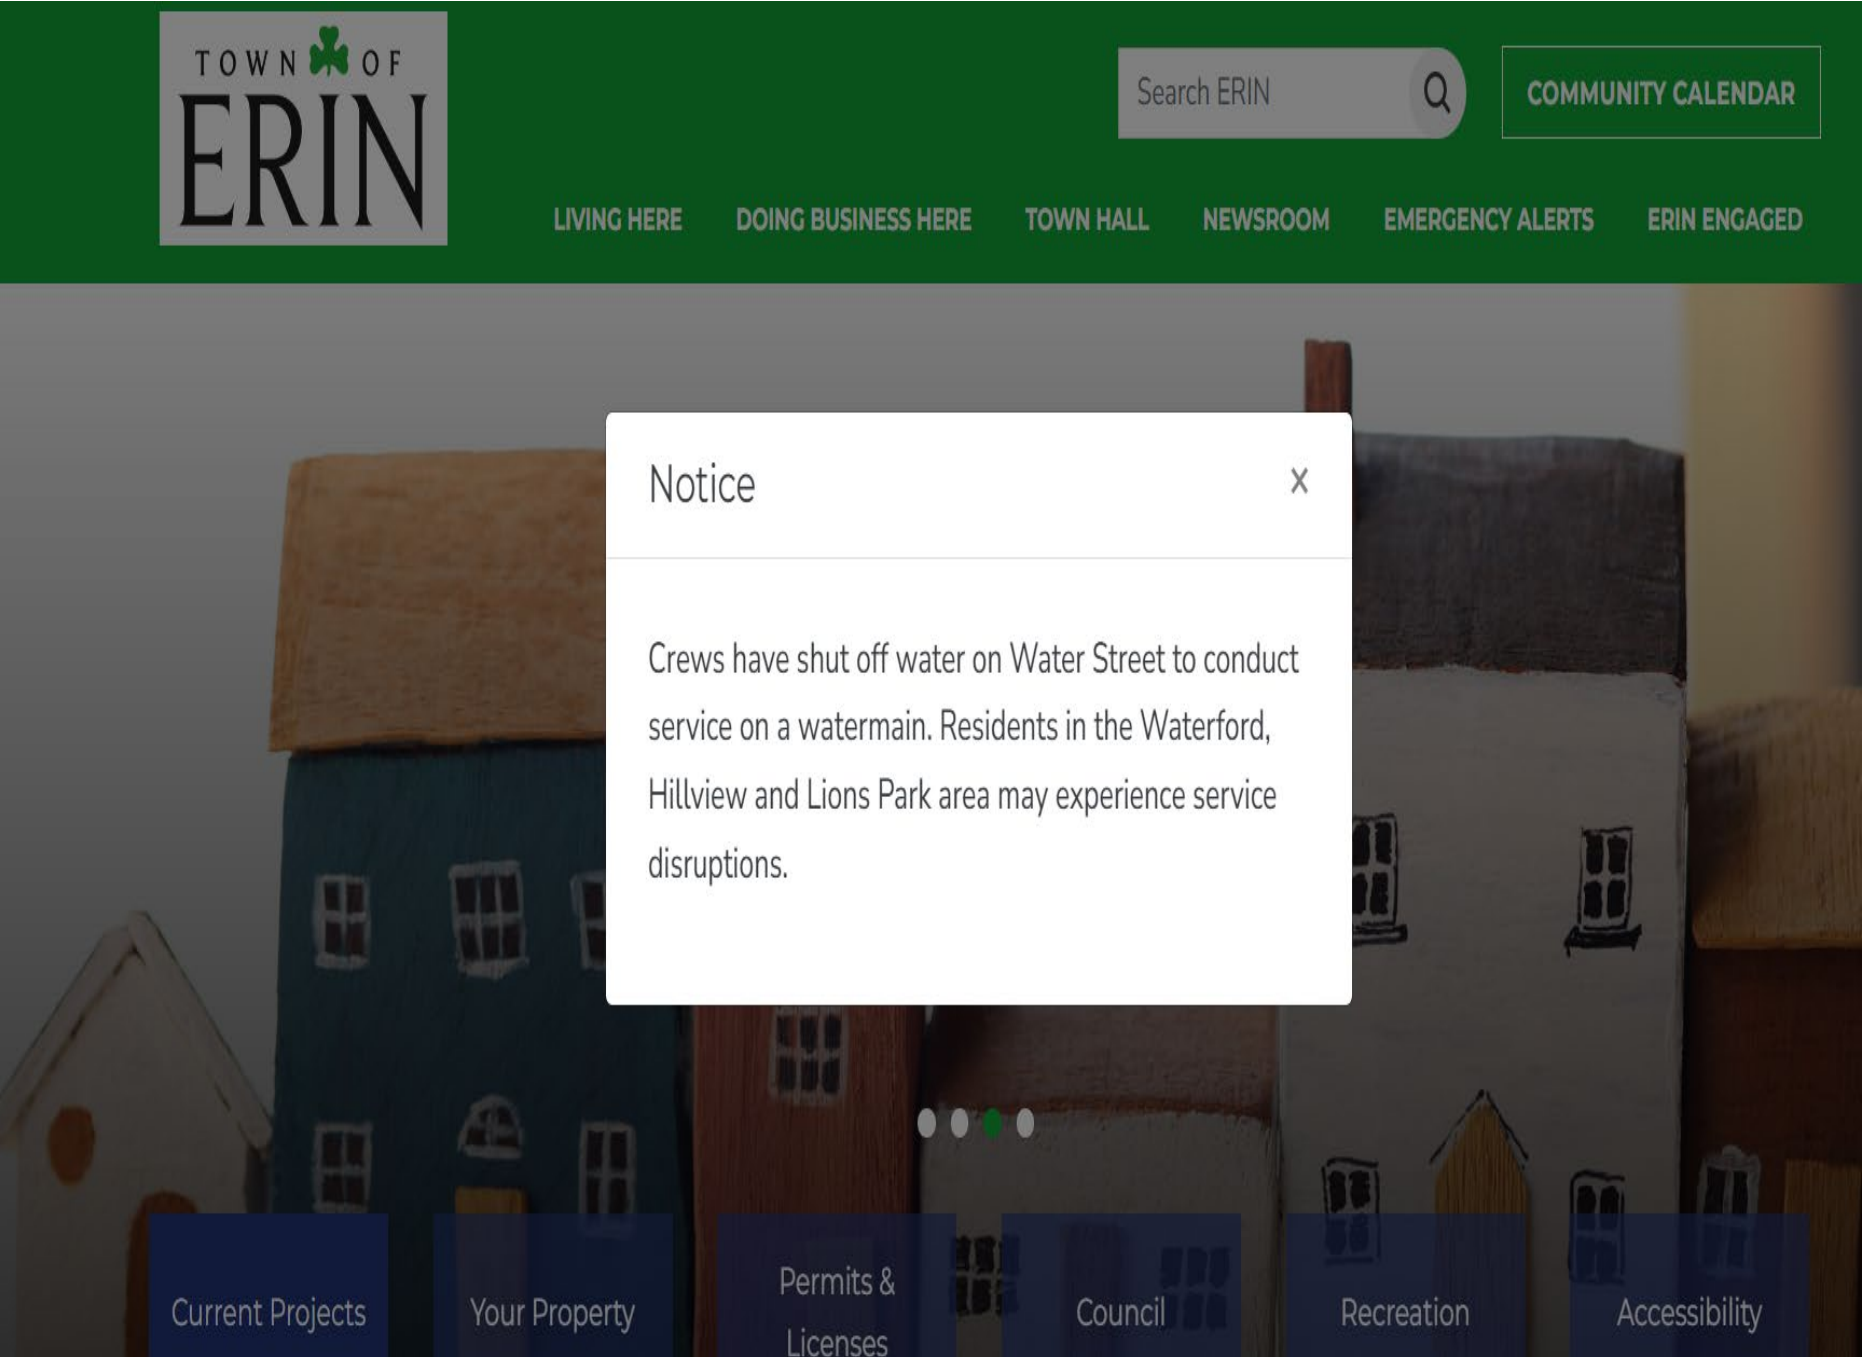 TOWN OF
ERIN
Search ERIN
COMMUNITY CALENDAR
LIVING HERE
DOING BUSINESS HERE
TOWN HALL
NEWSROOM
EMERGENCY ALERTS
ERIN ENGAGED
Notice
x
Crews have shut off water on Water Street to conduct
service on a watermain. Residents in the Waterford,
Hillview and Lions Park area may experience service
disruptions.
Current Projects
Your Property
Permits &
Licenses
Council
Recreation
Accessibility